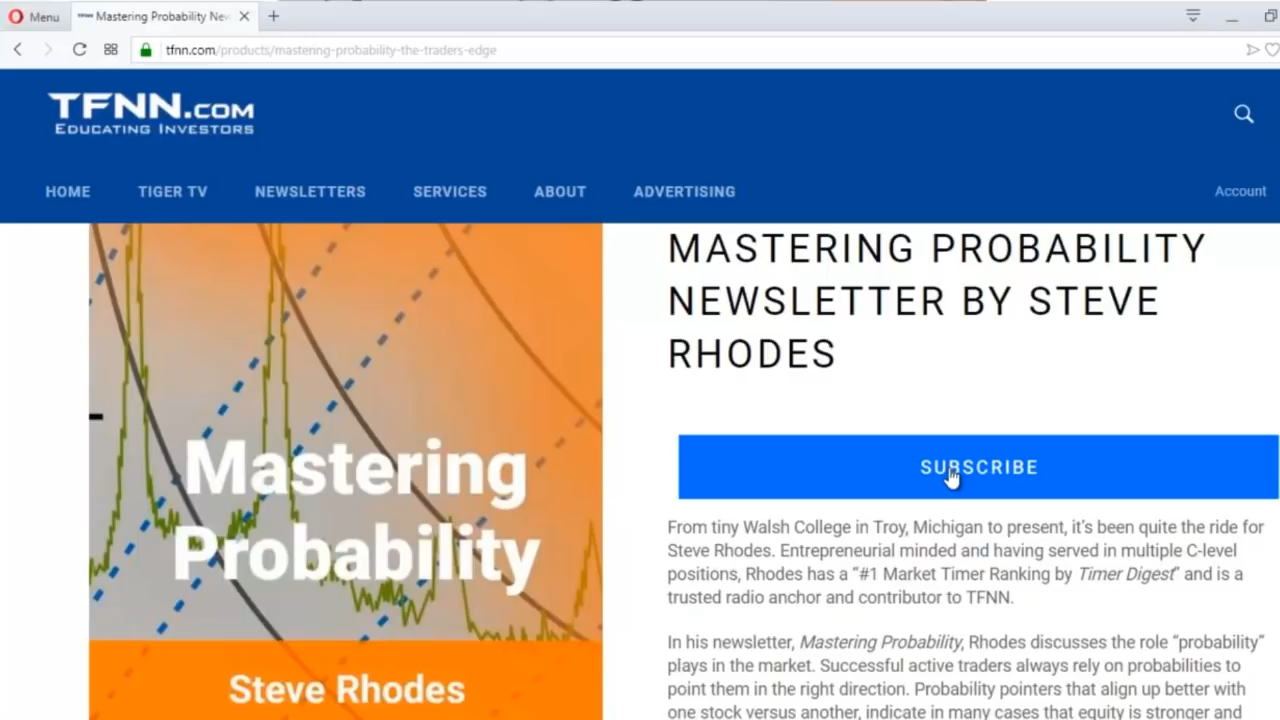 Menu
Mastering Probability Nev
tfnn.com/products/mastering-probability-the-traders-edge
TFNN.COM
EDUCATING INVESTORS
HOME TIGER TV NEWSLETTERS SERVICES ABOUT ADVERTISING Account
Mastering
Probability
Steve Rhodes
MASTERING PROBABILITY
NEWSLETTER BY STEVE
RHODES
SUBSCRIBE
From tiny Walsh College in Troy, Michigan to present, it's been quite the ride for
Steve Rhodes. Entrepreneurial minded and having served in multiple C-level
positions, Rhodes has a "#1 Market Timer Ranking by Timer Digest" and is a
trusted radio anchor and contributor to TFNN.
In his newsletter, Mastering Probability, Rhodes discusses the role "probability"
plays in the market. Successful active traders always rely on probabilities to
point them in the right direction. Probability pointers that align up better with
one stock versus another, indicate in many cases that equity is stronger and